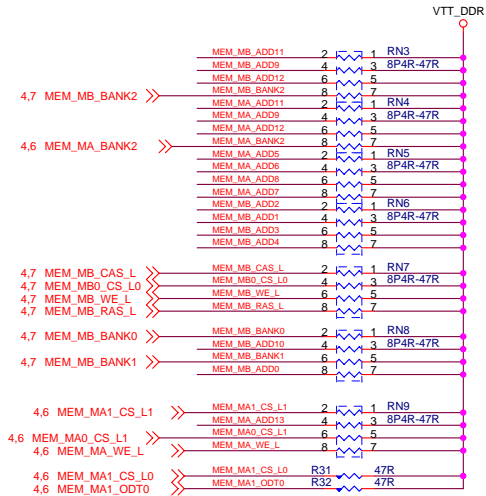 VTT_DDR
MEM_MB_ADD11 2 1 RN3
MEM_MB_ADD9 4 3 8P4R-47R
MEM_MB_ADD12 6 5
4,7 MEM_MB_BANK2 MEM_MB_BANK2 8 7
MEM_MA_ADD11 2 1 RN4
MEM_MA_ADD9 4 3 8P4R-47R
MEM_MA_ADD12 6 5
4,6 MEM_MA_BANK2 MEM_MA_BANK2 8 7
MEM_MA_ADD5 2 1 RN5
MEM_MA_ADD6 4 3 8P4R-47R
MEM_MA_ADD8 6 5
MEM_MA_ADD7 8 7
MEM_MB_ADD2 2 1 RN6
MEM_MB_ADD1 4 3 8P4R-47R
MEM_MB_ADD3 6 5
MEM_MB_ADD4 8 7
4,7 MEM_MB_CAS_L MEM_MB_CAS_L 2 1 RN7
4,7 MEM_MB0_CS_L0 MEM_MB0_CS_L0 4 3 8P4R-47R
4,7 MEM_MB_WE_L MEM_MB_WE_L 6 5
4,7 MEM_MB_RAS_L MEM_MB_RAS_L 8 7
4,7 MEM_MB_BANK0 MEM_MB_BANK0 2 1 RN8
MEM_MB_ADD10 4 3 8P4R-47R
4,7 MEM_MB_BANK1 MEM_MB_BANK1 6 5
MEM_MB_ADD0 8 7
4,6 MEM_MA1_CS_L1 MEM_MA1_CS_L1 2 1 RN9
MEM_MA_ADD13 4 3 8P4R-47R
4,6 MEM_MA0_CS_L1 MEM_MA0_CS_L1 6 5
4,6 MEM_MA_WE_L MEM_MA_WE_L 8 7
4,6 MEM_MA1_CS_L0 MEM_MA1_CS_L0 R31 47R
4,6 MEM_MA1_ODT0 MEM_MA1_ODT0 R32 47R